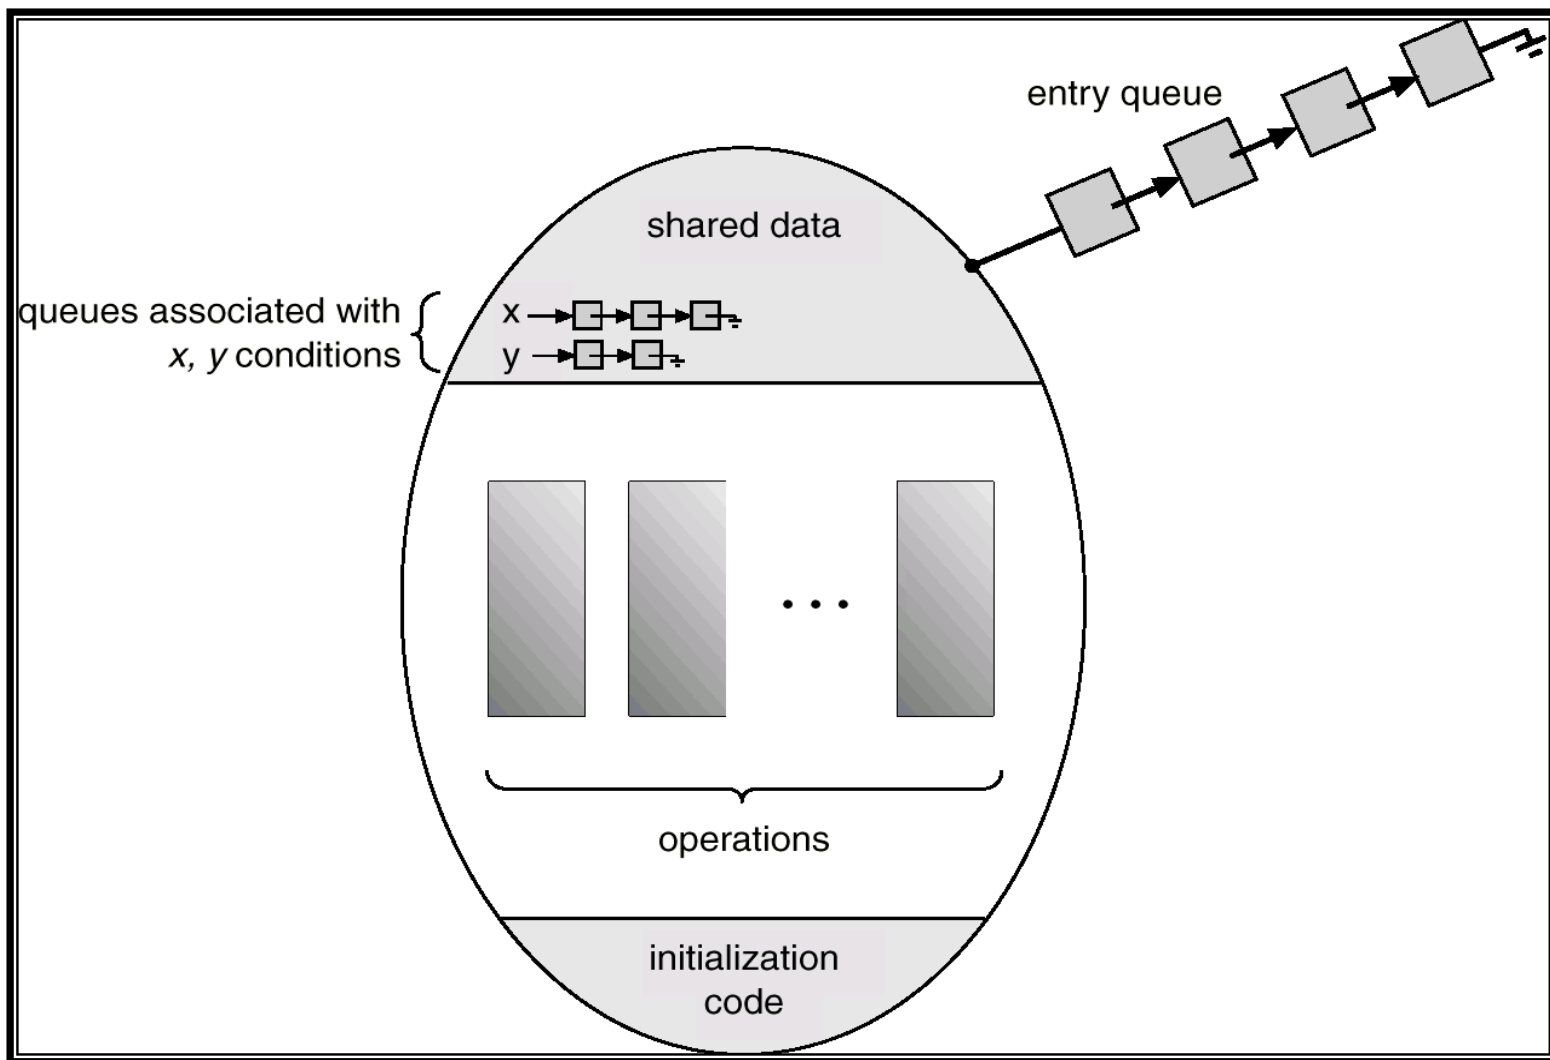 entry queue
shared data
queues associated with
x, y conditions
x
y
...
operations
initialization
code